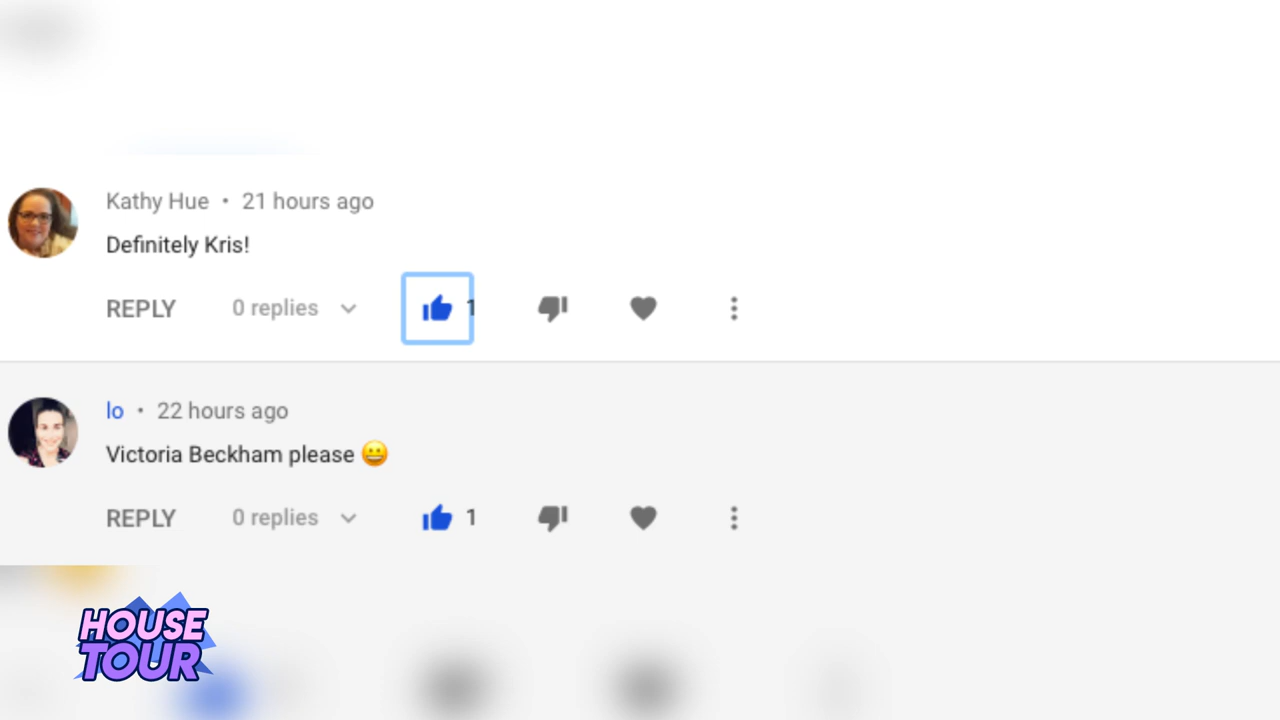 Kathy Hue • 21 hours ago
Definitely Kris!
REPLY 0 replies 1
lo • 22 hours ago
Victoria Beckham please 😀
REPLY 0 replies 1
HOUSE
TOUR